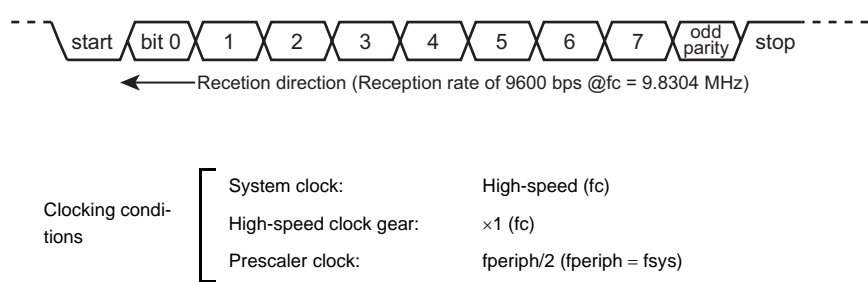 start bit 0 1 2 3 4 5 6 7 odd parity stop
Recetion direction (Reception rate of 9600 bps @fc = 9.8304 MHz)
Clocking condi-
tions
System clock: High-speed (fc)
High-speed clock gear: ×1 (fc)
Prescaler clock: fperiph/2 (fperiph = fsys)